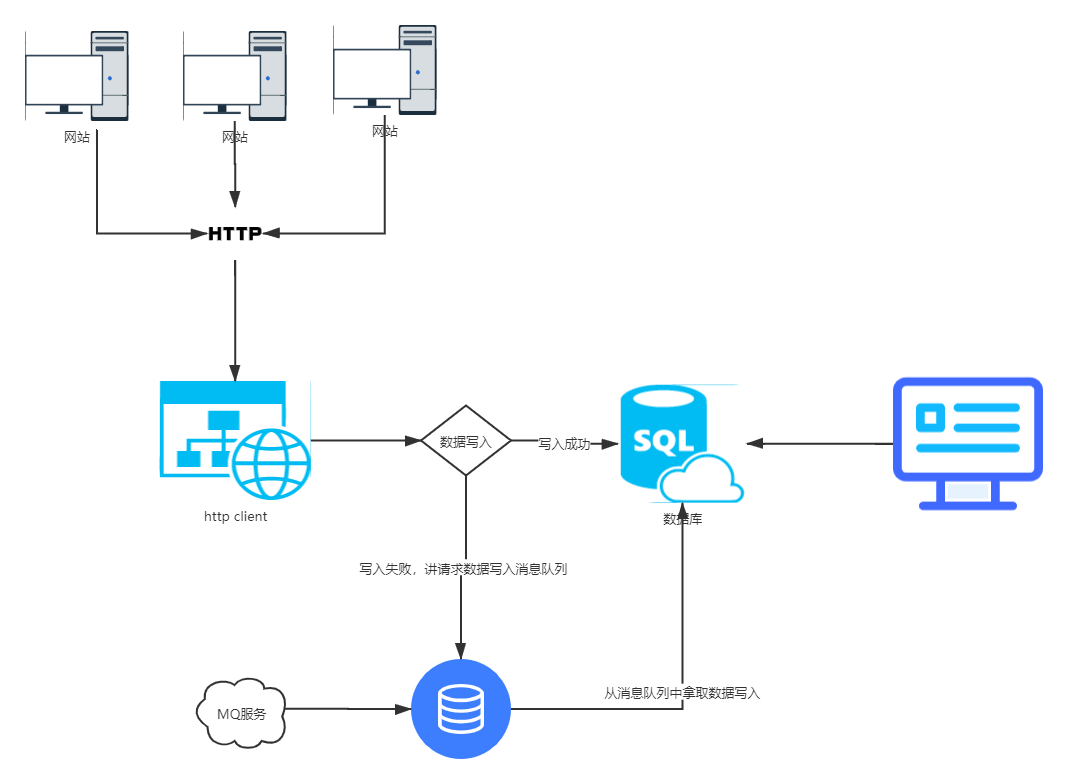 网站
网站
网站
HTTP
数据写入
写入成功
SQL
http client
数据库
写入失败，讲请求数据写入消息队列
从消息队列中拿取数据写入
MQ服务